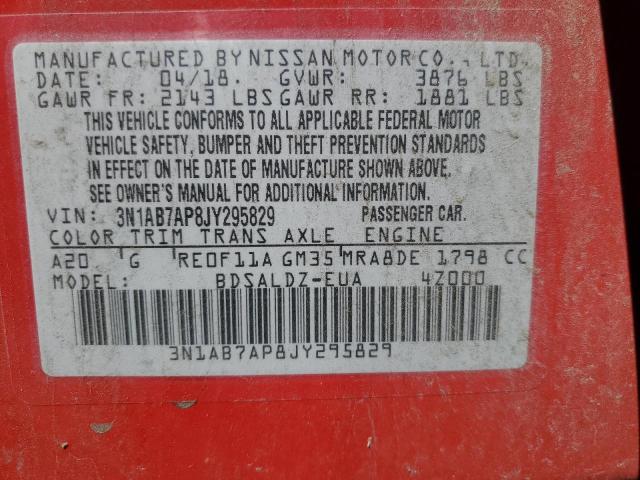 MANUFACTURED BY NISSAN MOTOR CO., LTD.
DATE: 04/18. GVWR: 3876 LBS
GAWR FR: 2143 LBS GAWR RR: 1881 LBS
THIS VEHICLE CONFORMS TO ALL APPLICABLE FEDERAL MOTOR
VEHICLE SAFETY, BUMPER AND THEFT PREVENTION STANDARDS
IN EFFECT ON THE DATE OF MANUFACTURE SHOWN ABOVE.
SEE OWNER'S MANUAL FOR ADDITIONAL INFORMATION.
VIN: 3N1AB7AP8JY295829 PASSENGER CAR.
COLOR TRIM TRANS AXLE ENGINE
A20 G RE0F11A GM35 MRA8DE 1798 CC
MODEL: BDSALDZ-EUA 4Z000
3N1AB7AP8JY295829